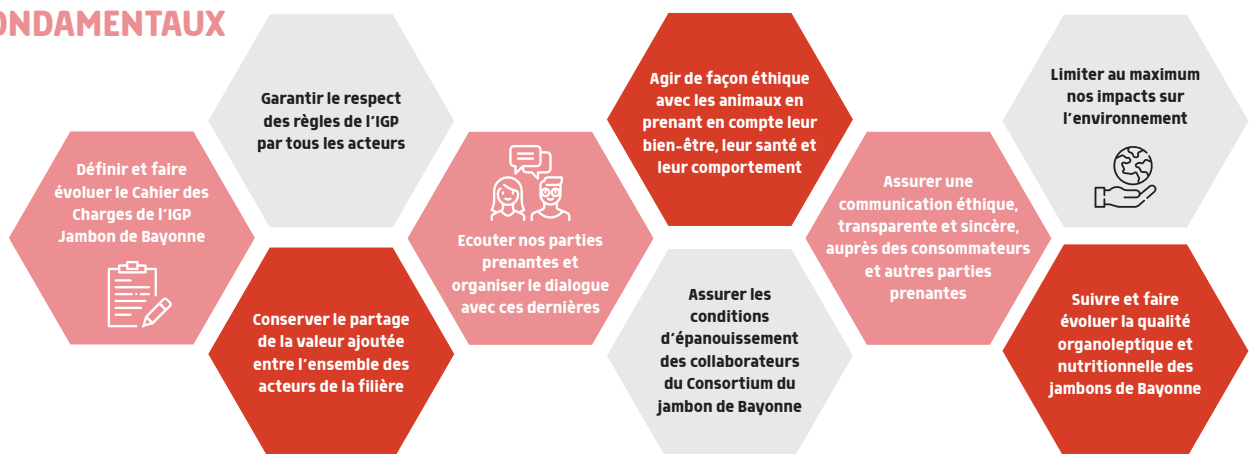 ONDAMENTAUX
Définir et faire
évoluer le Cahier des
Charges de l'IGP
Jambon de Bayonne
Garantir le respect
des règles de l'IGP
par tous les acteurs
Conserver le partage
de la valeur ajoutée
entre l'ensemble des
acteurs de la filière
Ecouter nos parties
prenantes et
organiser le dialogue
avec ces dernières
Agir de façon éthique
avec les animaux en
prenant en compte leur
bien-être, leur santé et
leur comportement
Assurer les
conditions
d'épanouissement
des collaborateurs
du Consortium du
jambon de Bayonne
Assurer une
communication éthique,
transparente et sincère,
auprès des consommateurs
et autres parties
prenantes
Limiter au maximum
nos impacts sur
l'environnement
Suivre et faire
évoluer la qualité
organoleptique et
nutritionnelle des
jambons de Bayonne